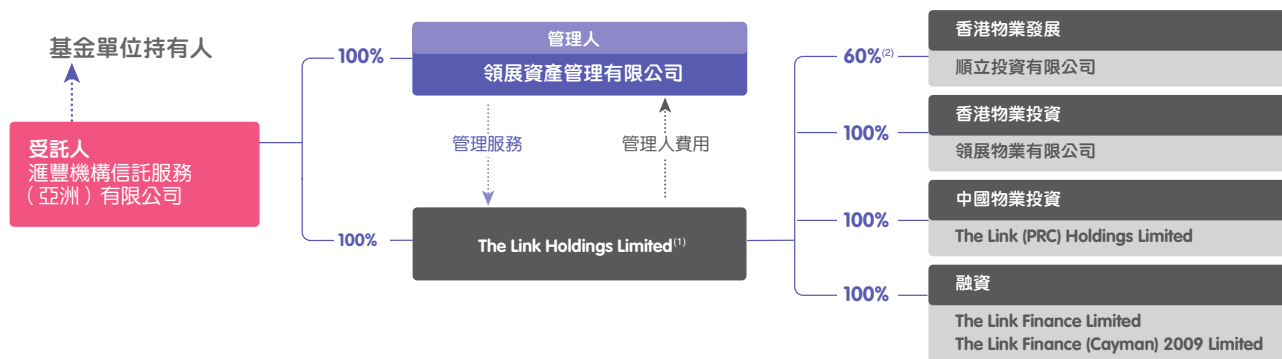 基金單位持有人
受託人
滙豐機構信託服務
（亞洲）有限公司
100%
管理人
領展資產管理有限公司
管理服務
管理人費用
100%
The Link Holdings Limited(1)
60%(2)
香港物業發展
順立投資有限公司
100%
香港物業投資
領展物業有限公司
100%
中國物業投資
The Link (PRC) Holdings Limited
100%
融資
The Link Finance Limited
The Link Finance (Cayman) 2009 Limited